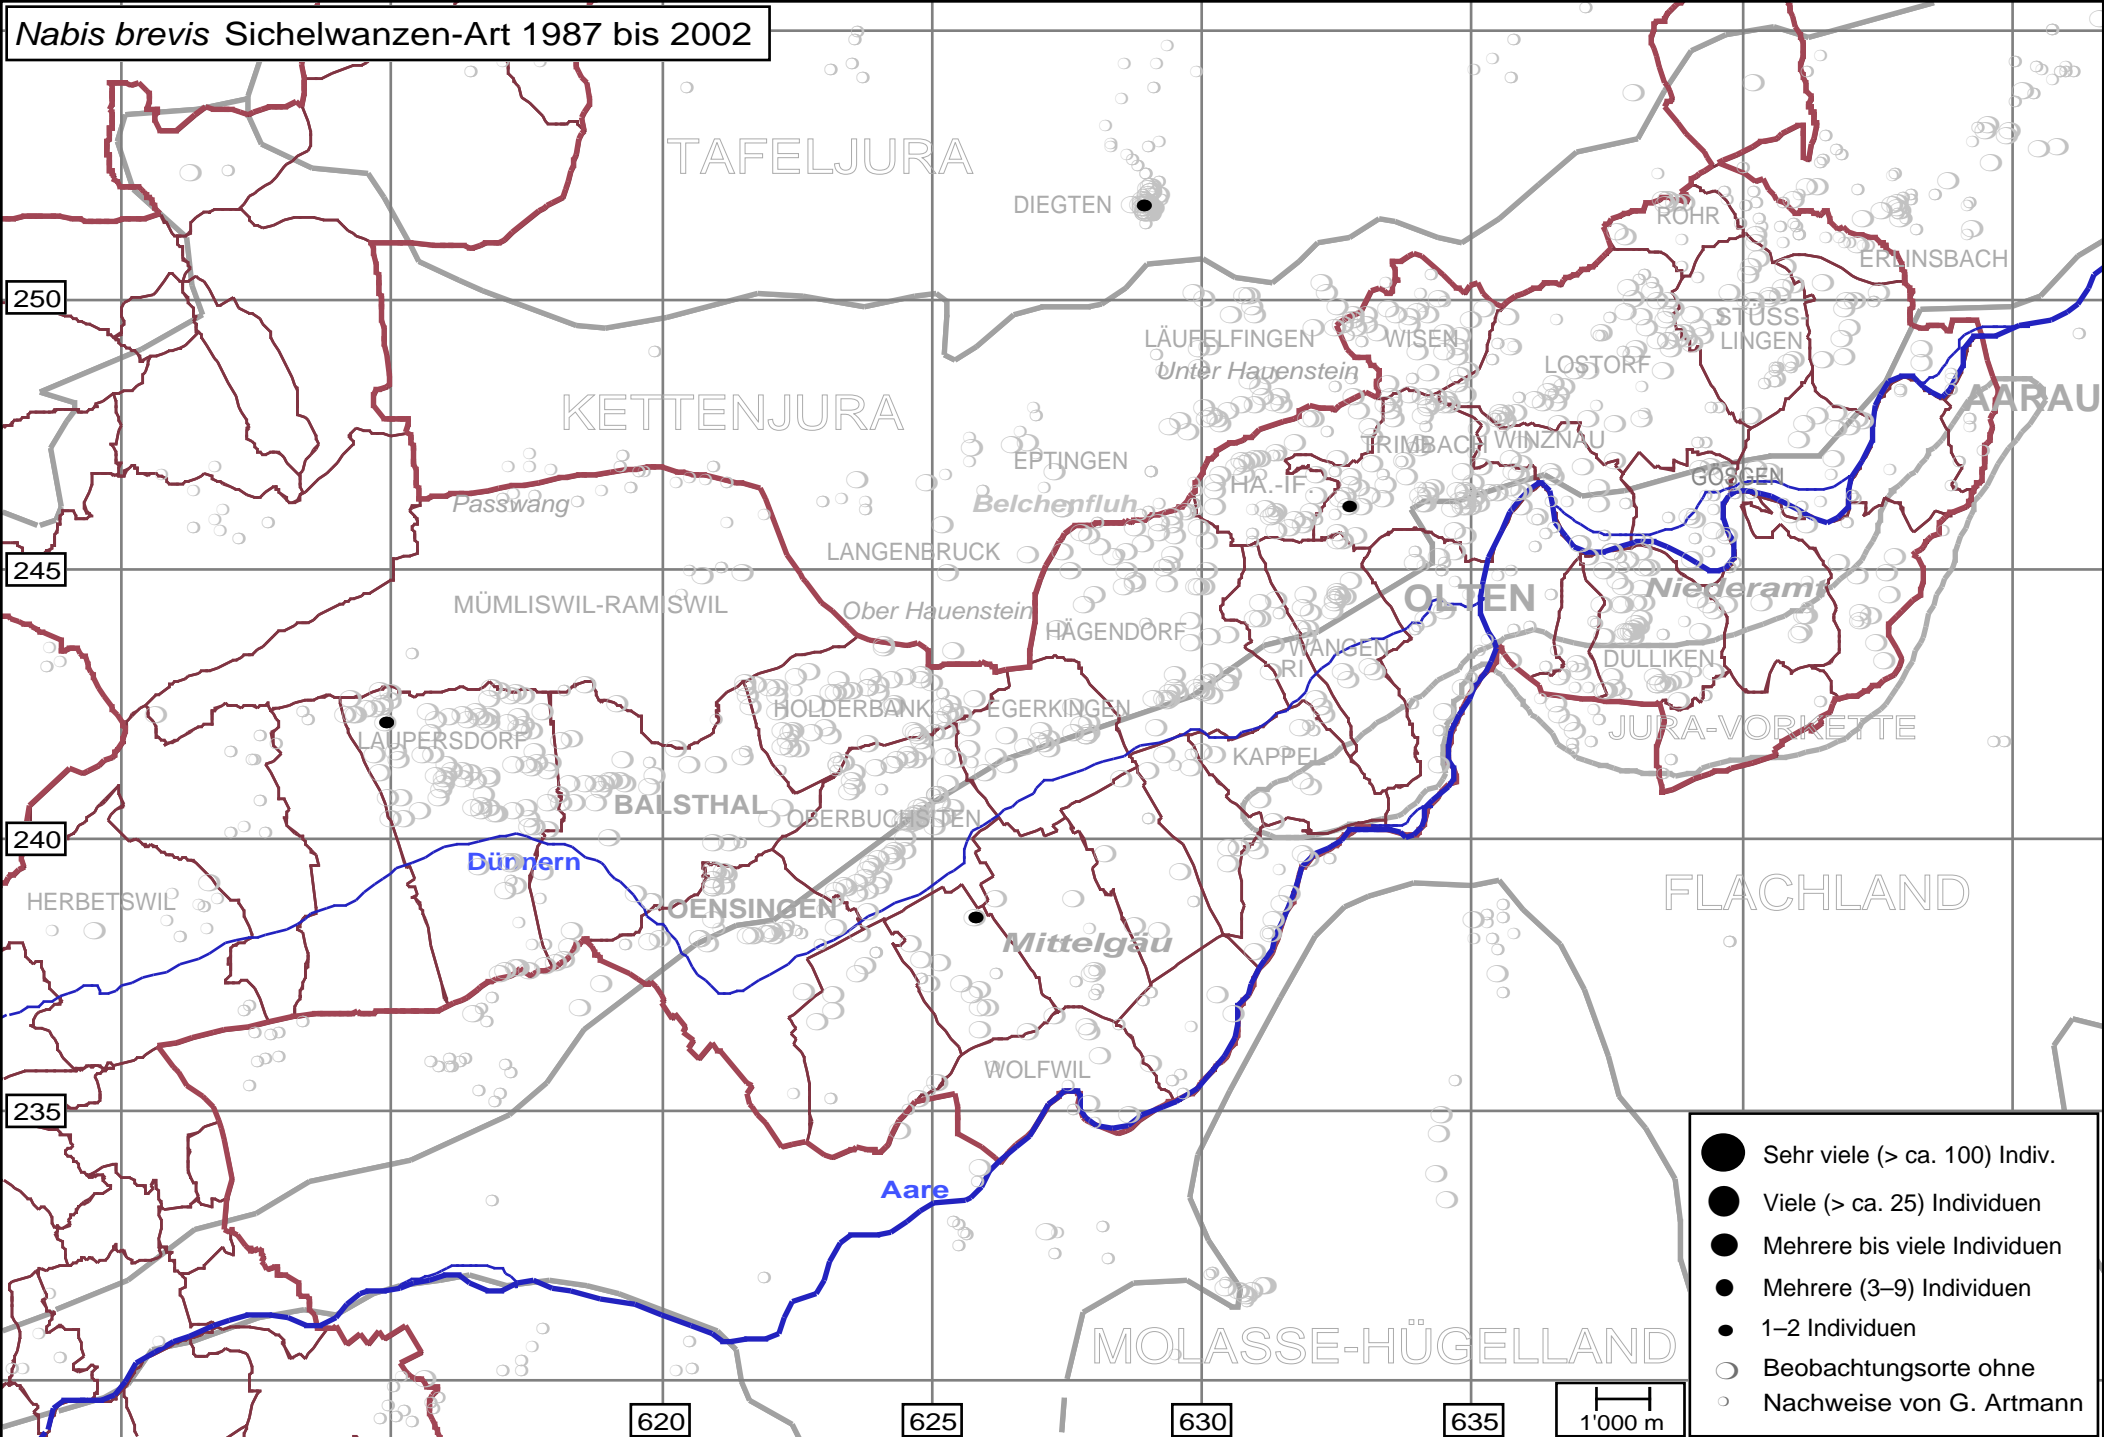 Nabis brevis Sichelwanzen-Art 1987 bis 2002
TAFELJURA
DIEGTEN
ROHR
ERLINSBACH
250
STÜSS-
LINGEN
LÄUFELFINGEN
WISEN
Unter Hauenstein
LOSTORF
KETTENJURA
AARAU
TRIMBACH
WINZNAU
EPTINGEN
GÖSGEN
HA.-IF.
Passwang
Belchenfluh
LANGENBRUCK
245
MÜMLISWIL-RAMISWIL
Ober Hauenstein
OLTEN
Niederamt
HÄGENDORF
WANGEN
RI
DULLIKEN
HOLDERBANK
EGERKINGEN
JURA-VORKETTE
LAUPERSDORF
KAPPEL
BALSTHAL
OBERBUCHSITEN
240
Dünnern
HERBETSWIL
OENSINGEN
FLACHLAND
Mittelgäu
WOLFWIL
235
Aare
MOLASSE-HÜGELLAND
Sehr viele (> ca. 100) Indiv.
Viele (> ca. 25) Individuen
Mehrere bis viele Individuen
Mehrere (3–9) Individuen
1–2 Individuen
Beobachtungsorte ohne
Nachweise von G. Artmann
620
625
630
635
1'000 m